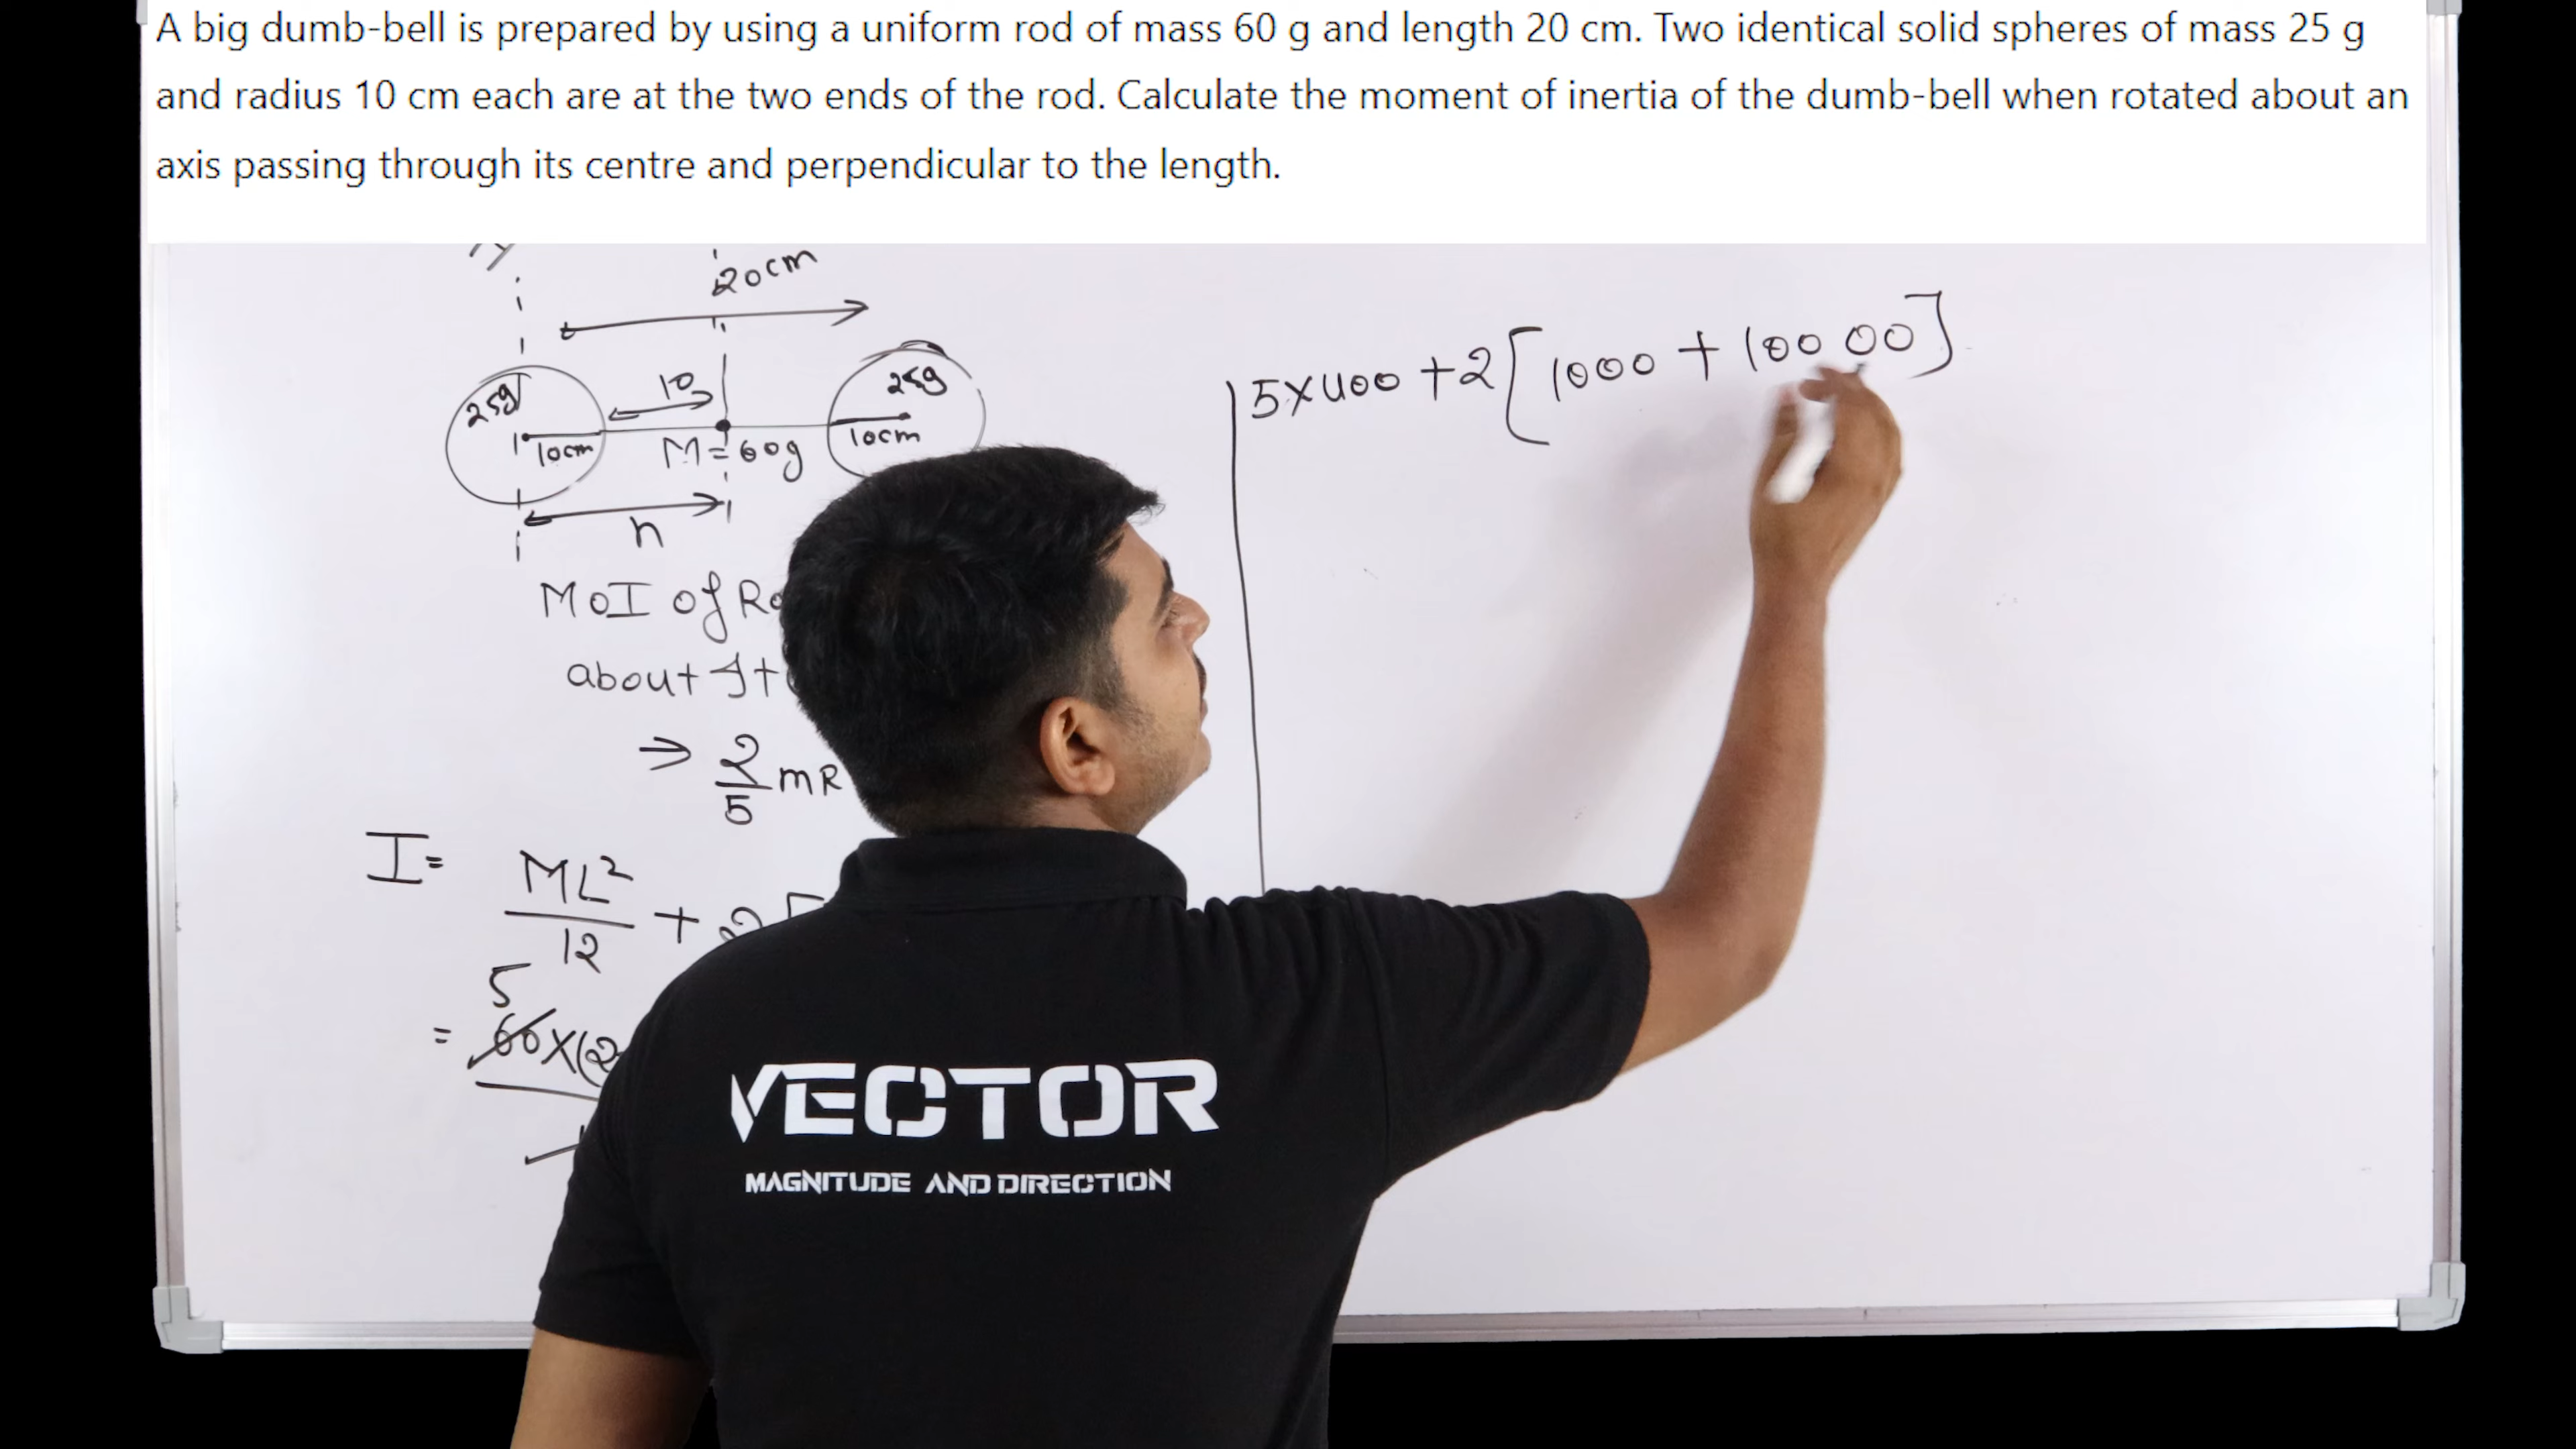 A big dumb-bell is prepared by using a uniform rod of mass 60 g and length 20 cm. Two identical solid spheres of mass 25 g
and radius 10 cm each are at the two ends of the rod. Calculate the moment of inertia of the dumb-bell when rotated about an
axis passing through its centre and perpendicular to the length.
20cm
25g
10
25g
10cm
M=60g
10cm
h
MOI of Ro
about
⇒ 2/5 mR
I= ML²/12 + 2[
5
= 60x(2
5x400 +2[1000 + 10000]
VECTOR
MAGNITUDE AND DIRECTION